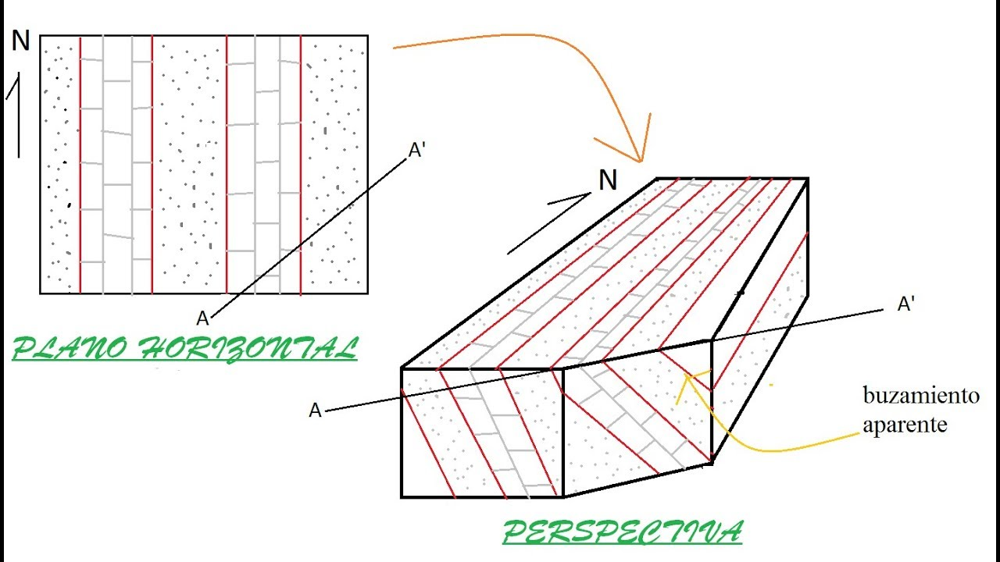 N
A'
A
PLANO HORIZONTAL
N
A'
A
buzamiento
aparente
PERSPECTIVA